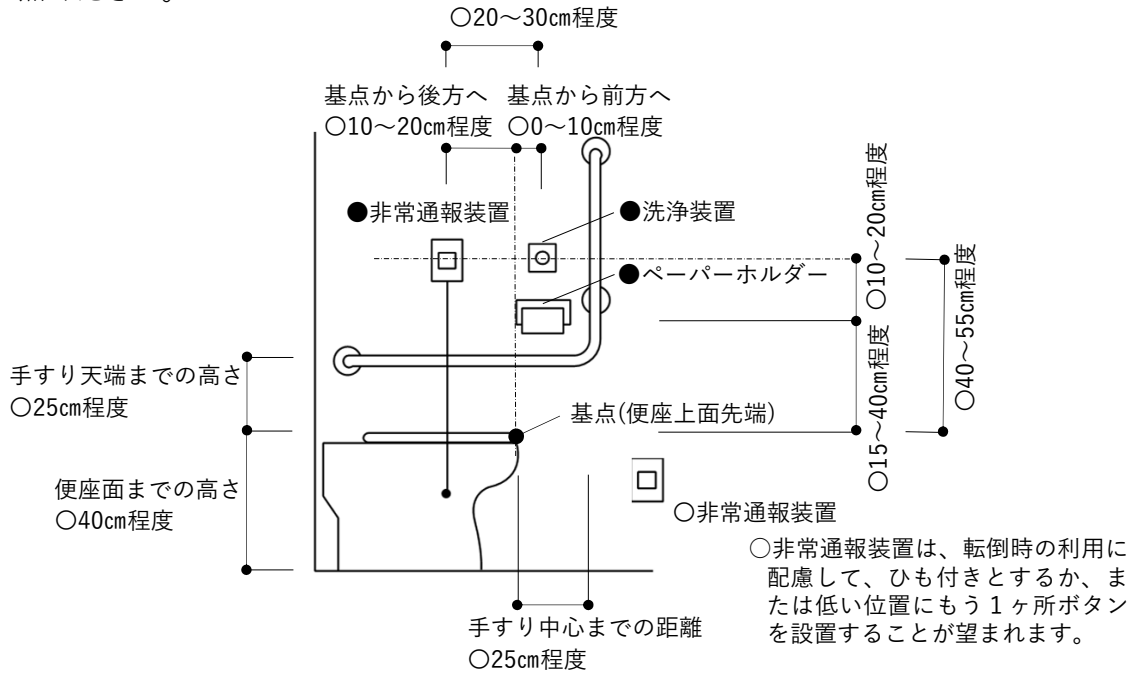 ○20～30㎝程度
基点から後方へ
○10～20㎝程度
基点から前方へ
○0～10㎝程度
●非常通報装置
●洗浄装置
●ペーパーホルダー
○10～20㎝程度
○15～40㎝程度
○40～55㎝程度
手すり天端までの高さ
○25㎝程度
基点(便座上面先端)
便座面までの高さ
○40㎝程度
○非常通報装置
○非常通報装置は、転倒時の利用に
配慮して、ひも付きとするか、ま
たは低い位置にもう１ヶ所ボタン
を設置することが望まれます。
手すり中心までの距離
○25㎝程度